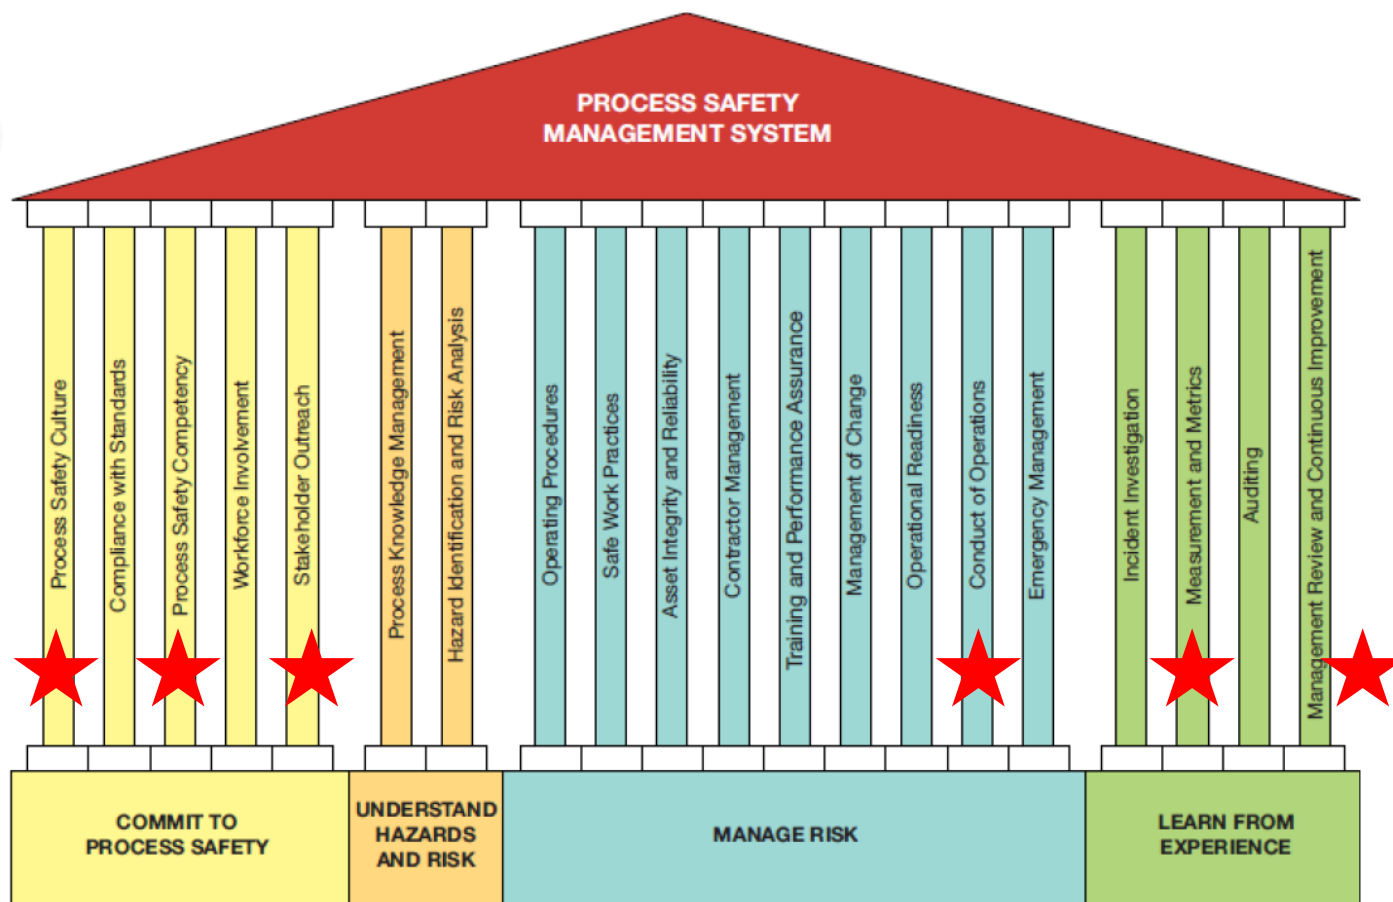 PROCESS SAFETY
MANAGEMENT SYSTEM
Process Safety Culture
Compliance with Standards
Process Safety Competency
Workforce Involvement
Stakeholder Outreach
Process Knowledge Management
Hazard Identification and Risk Analysis
Operating Procedures
Safe Work Practices
Asset Integrity and Reliability
Contractor Management
Training and Performance Assurance
Management of Change
Operational Readiness
Conduct of Operations
Emergency Management
Incident Investigation
Measurement and Metrics
Auditing
Management Review and Continuous Improvement
COMMIT TO
PROCESS SAFETY
UNDERSTAND
HAZARDS
AND RISK
MANAGE RISK
LEARN FROM
EXPERIENCE